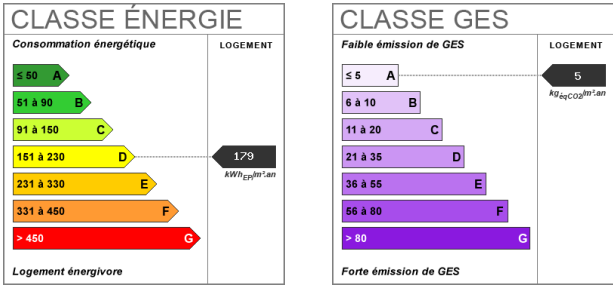 CLASSE ÉNERGIE
Consommation énergétique
LOGEMENT
≤ 50 A
51 à 90 B
91 à 150 C
151 à 230 D
179
kWhEP/m².an
231 à 330 E
331 à 450 F
> 450 G
Logement énergivore
CLASSE GES
Faible émission de GES
LOGEMENT
≤ 5 A
5
kgéqCO2/m².an
6 à 10 B
11 à 20 C
21 à 35 D
36 à 55 E
56 à 80 F
> 80 G
Forte émission de GES